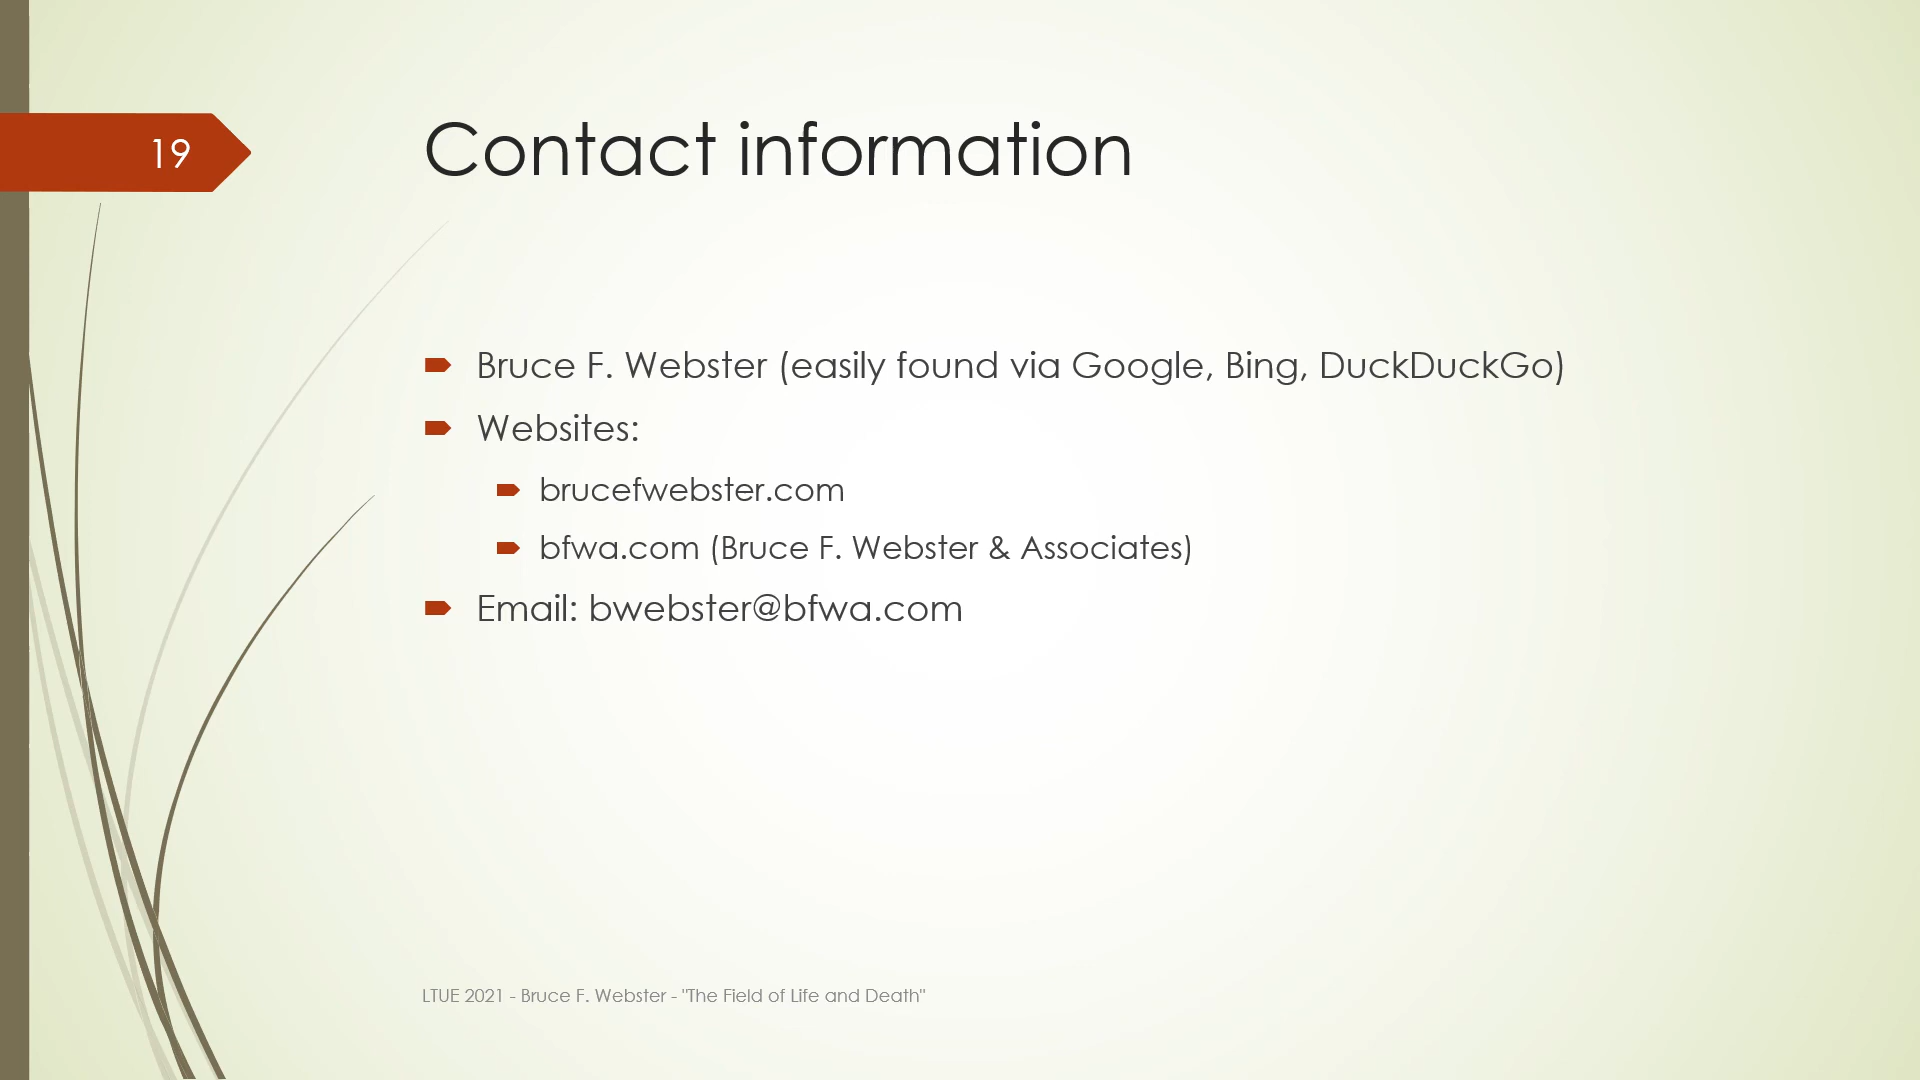 19
Contact information
Bruce F. Webster (easily found via Google, Bing, DuckDuckGo)
Websites:
brucefwebster.com
bfwa.com (Bruce F. Webster & Associates)
Email: bwebster@bfwa.com
LTUE 2021 - Bruce F. Webster - "The Field of Life and Death"